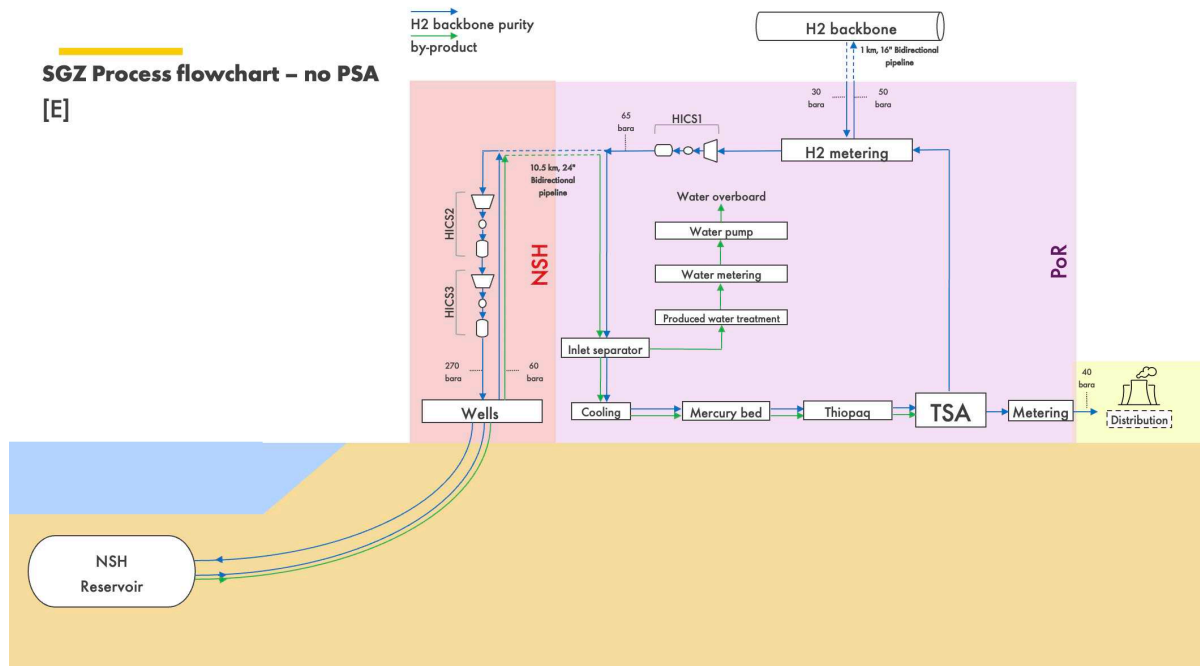 SGZ Process flowchart – no PSA
[E]
H2 backbone purity
by-product
H2 backbone
1 km, 16" Bidirectional
pipeline
30
bara
50
bara
65
bara
HICS1
H2 metering
10.5 km, 24"
Bidirectional
pipeline
HICS2
HICS3
NSH
PoR
Water overboard
Water pump
Water metering
Produced water treatment
Inlet separator
270
bara
60
bara
40
bara
Wells
Cooling
Mercury bed
Thiopaq
TSA
Metering
Distribution
NSH
Reservoir